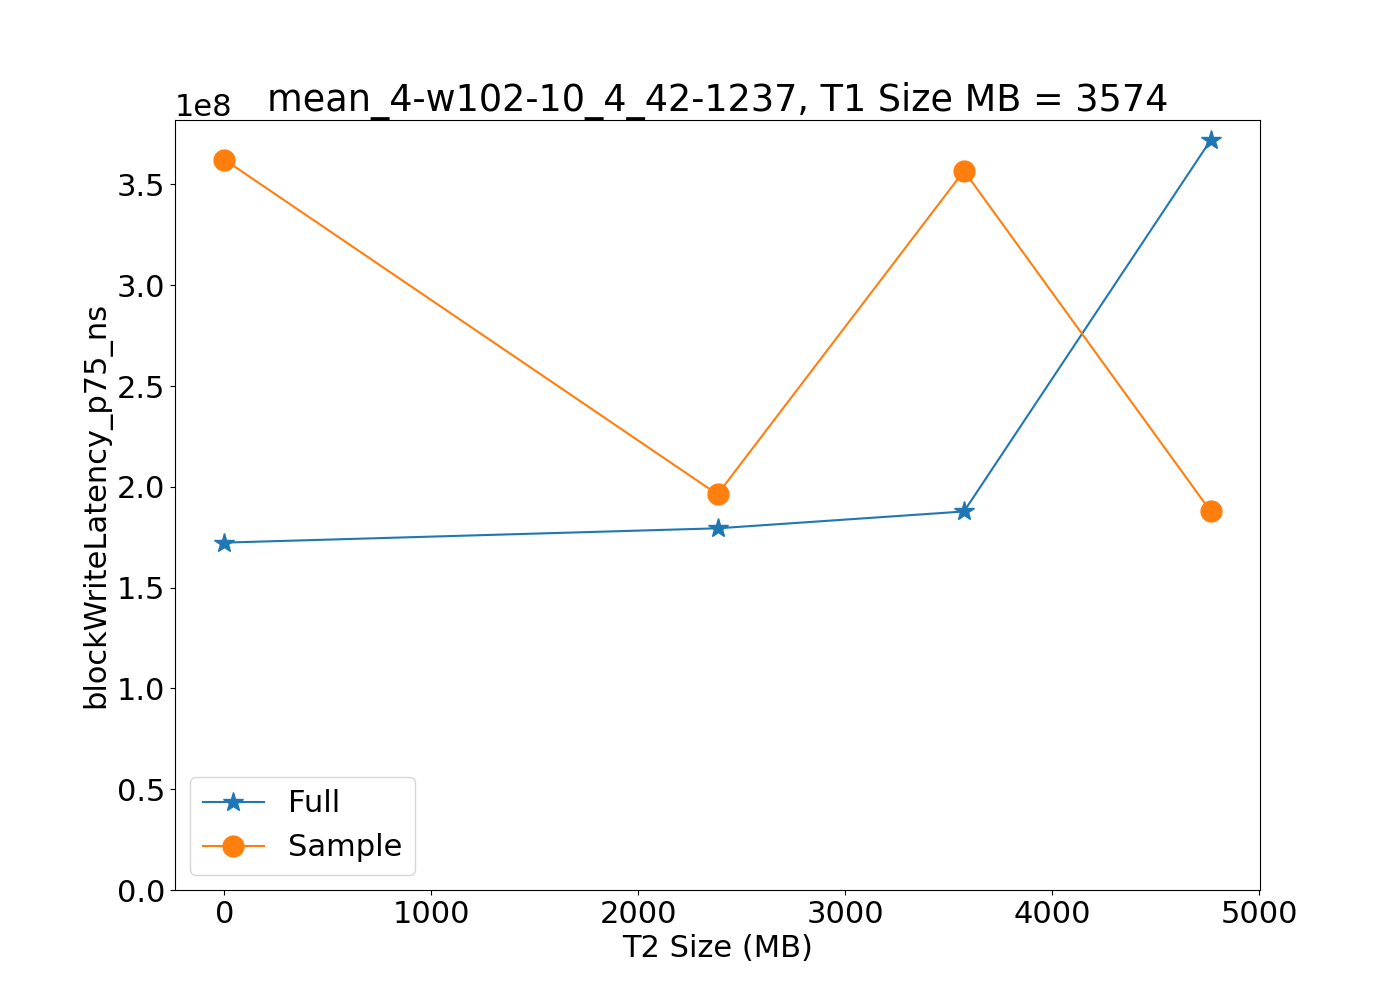 1e8
mean_4-w102-10_4_42-1237, T1 Size MB = 3574
blockWriteLatency_p75_ns
3.5
3.0
2.5
2.0
1.5
1.0
0.5
0.0
Full
Sample
0 1000 2000 3000 4000 5000
T2 Size (MB)